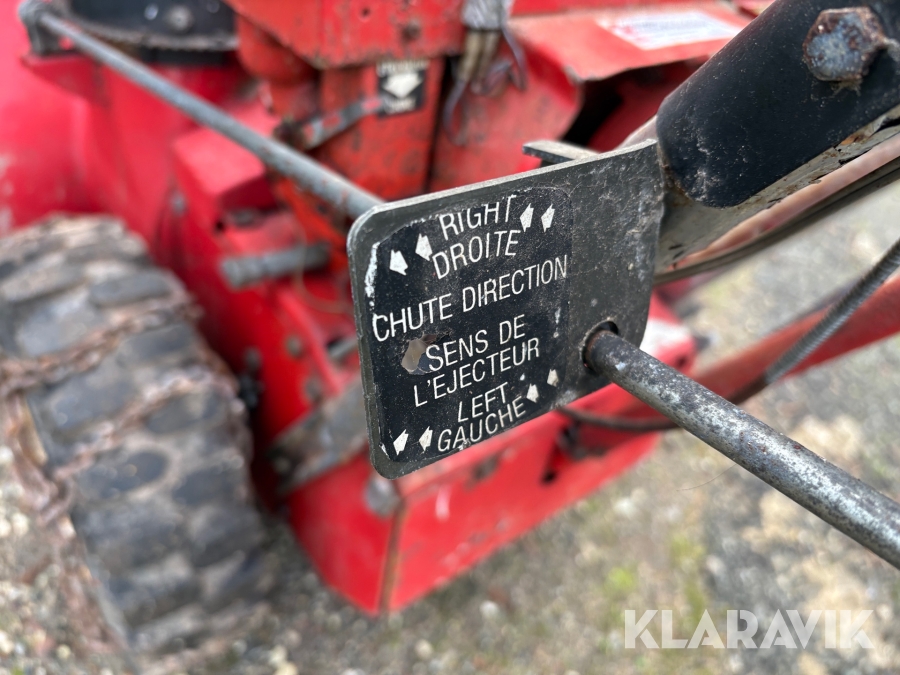 RIGHT
DROITE
CHUTE DIRECTION
SENS DE
L'EJECTEUR
LEFT
GAUCHE
KLARAVIK